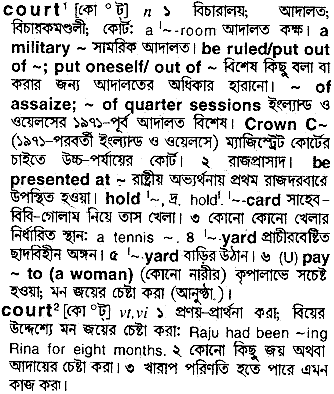 court¹ [কো °ট্] n ১ বিচারালয়; আদালত;
বিচারকমণ্ডলী; কোর্ট: a ꞌ~-room আদালত কক্ষ। a
military ~ সামরিক আদালত। be ruled/put out
of ~; put oneself/ out of ~ বিশেষ কিছু বলা বা
করার জন্য আদালতের অধিকার হারানো। ~ of
assaize; ~ of quarter sessions ইংল্যান্ড ও
ওয়েলসের ১৯৭১-পূর্ব আদালত বিশেষ। Crown C~
(১৯৭১-পরবর্তী ইংল্যান্ড ও ওয়েলসে) ম্যাজিস্ট্রেট কোর্টের
চাইতে উচ্চ-পর্যায়ের কোর্ট। ২ রাজপ্রাসাদ। be
presented at ~ রাষ্ট্রীয় অভ্যর্থনায় প্রথম রাজদরবারে
উপস্থিত হওয়া। hold ꞌ~, দ্র. hold¹. ꞌ~-card সাহেব-
বিবি-গোলাম নিয়ে তাস খেলা। ৩ কোনো কোনো খেলার
নির্ধারিত স্থান: a tennis ~. ৪ ꞌ~-yard প্রাচীরবেষ্টিত
ছাদবিহীন অঙ্গন। ৫ ꞌ~-yard বাড়ির উঠান। ৬ (U) pay
~ to (a woman) (কোনো নারীর) কৃপালাভে সচেষ্ট
হওয়া; মন জয়ের চেষ্টা করা (আনুষ্ঠা.)।
court² [কো °ট্] vt,vi ১ প্রণয়-প্রার্থনা করা; বিয়ের
উদ্দেশ্যে মন জয়ের চেষ্টা করা: Raju had been ~ing
Rina for eight months. ২ কোনো কিছু জয় অথবা
আদায়ের চেষ্টা করা। ৩ খারাপ পরিণতি হতে পারে এমন
কাজ করা।